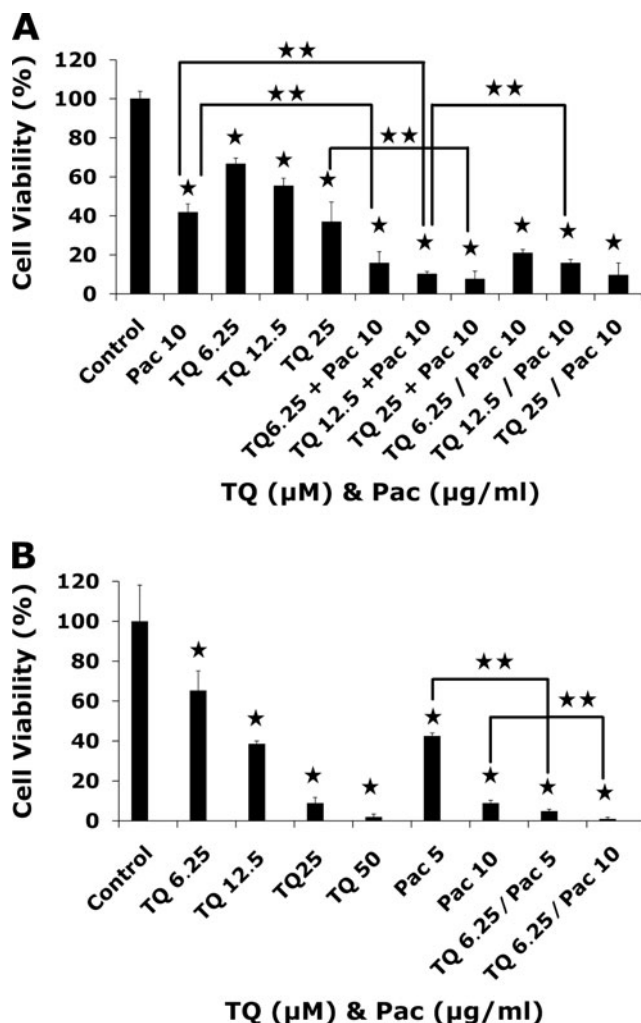 A
Cell Viability (%)
120
100
80
60
40
20
0
Control
Pac 10
TQ 6.25
TQ 12.5
TQ 25
TQ6.25 + Pac 10
TQ 12.5 +Pac 10
TQ 25 + Pac 10
TQ 6.25 / Pac 10
TQ 12.5 / Pac 10
TQ 25 / Pac 10
TQ (µM) & Pac (µg/ml)
B
Cell Viability (%)
120
100
80
60
40
20
0
Control
TQ 6.25
TQ 12.5
TQ25
TQ 50
Pac 5
Pac 10
TQ 6.25 / Pac 5
TQ 6.25 / Pac 10
TQ (µM) & Pac (µg/ml)